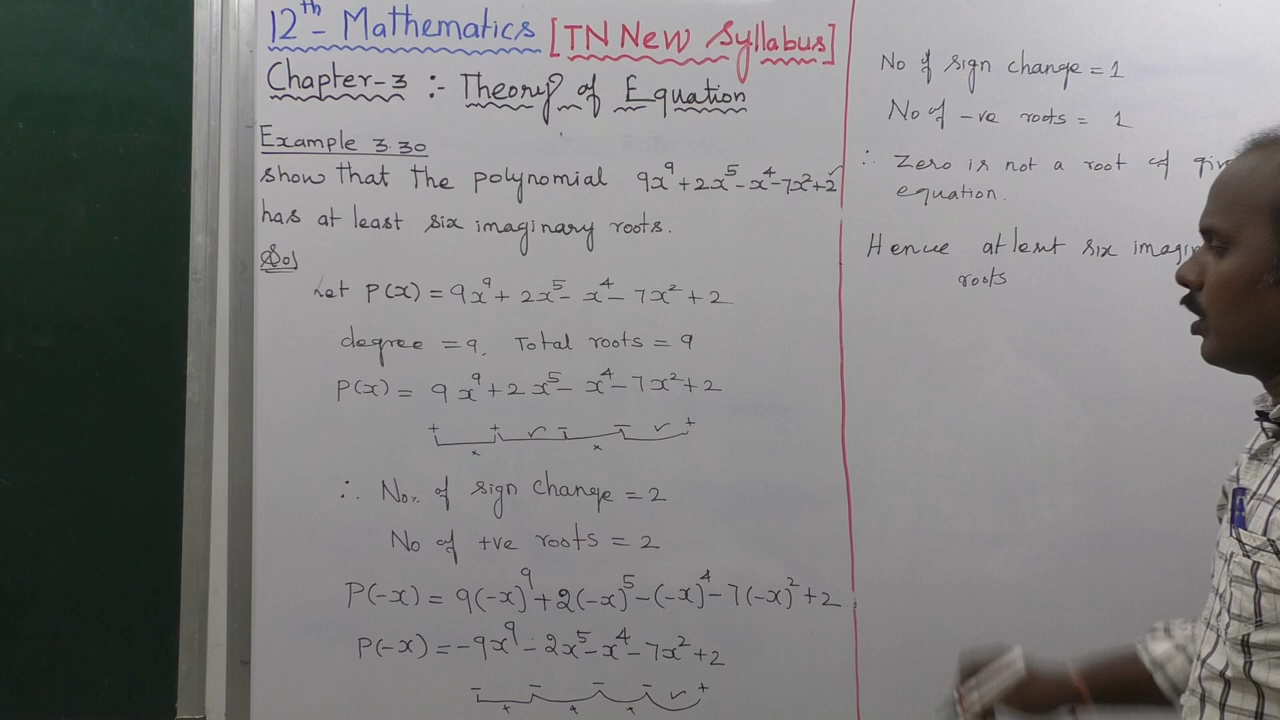 12th- Mathematics [TN New Syllabus]
Chapter-3 :- Theory of Equation
Example 3.30
show that the polynomial 9x⁹+2x⁵-x⁴-7x²+2
has at least six imaginary roots.
Sol
Let P(x) = 9x⁹+ 2x⁵- x⁴- 7x²+2
degree = 9, Total roots = 9
P(x) = 9x⁹+2x⁵- x⁴-7x²+2
+ + - - +
x ✓ x ✓
∴ No. of sign change = 2
No of +ve roots = 2
P(-x) = 9(-x)⁹+2(-x)⁵-(-x)⁴-7(-x)²+2
P(-x) = -9x⁹-2x⁵-x⁴-7x²+2
- - - - +
x x x ✓
No of sign change = 1
No of -ve roots = 1
∴ Zero is not a root of
equation.
Hence atlest six
roots